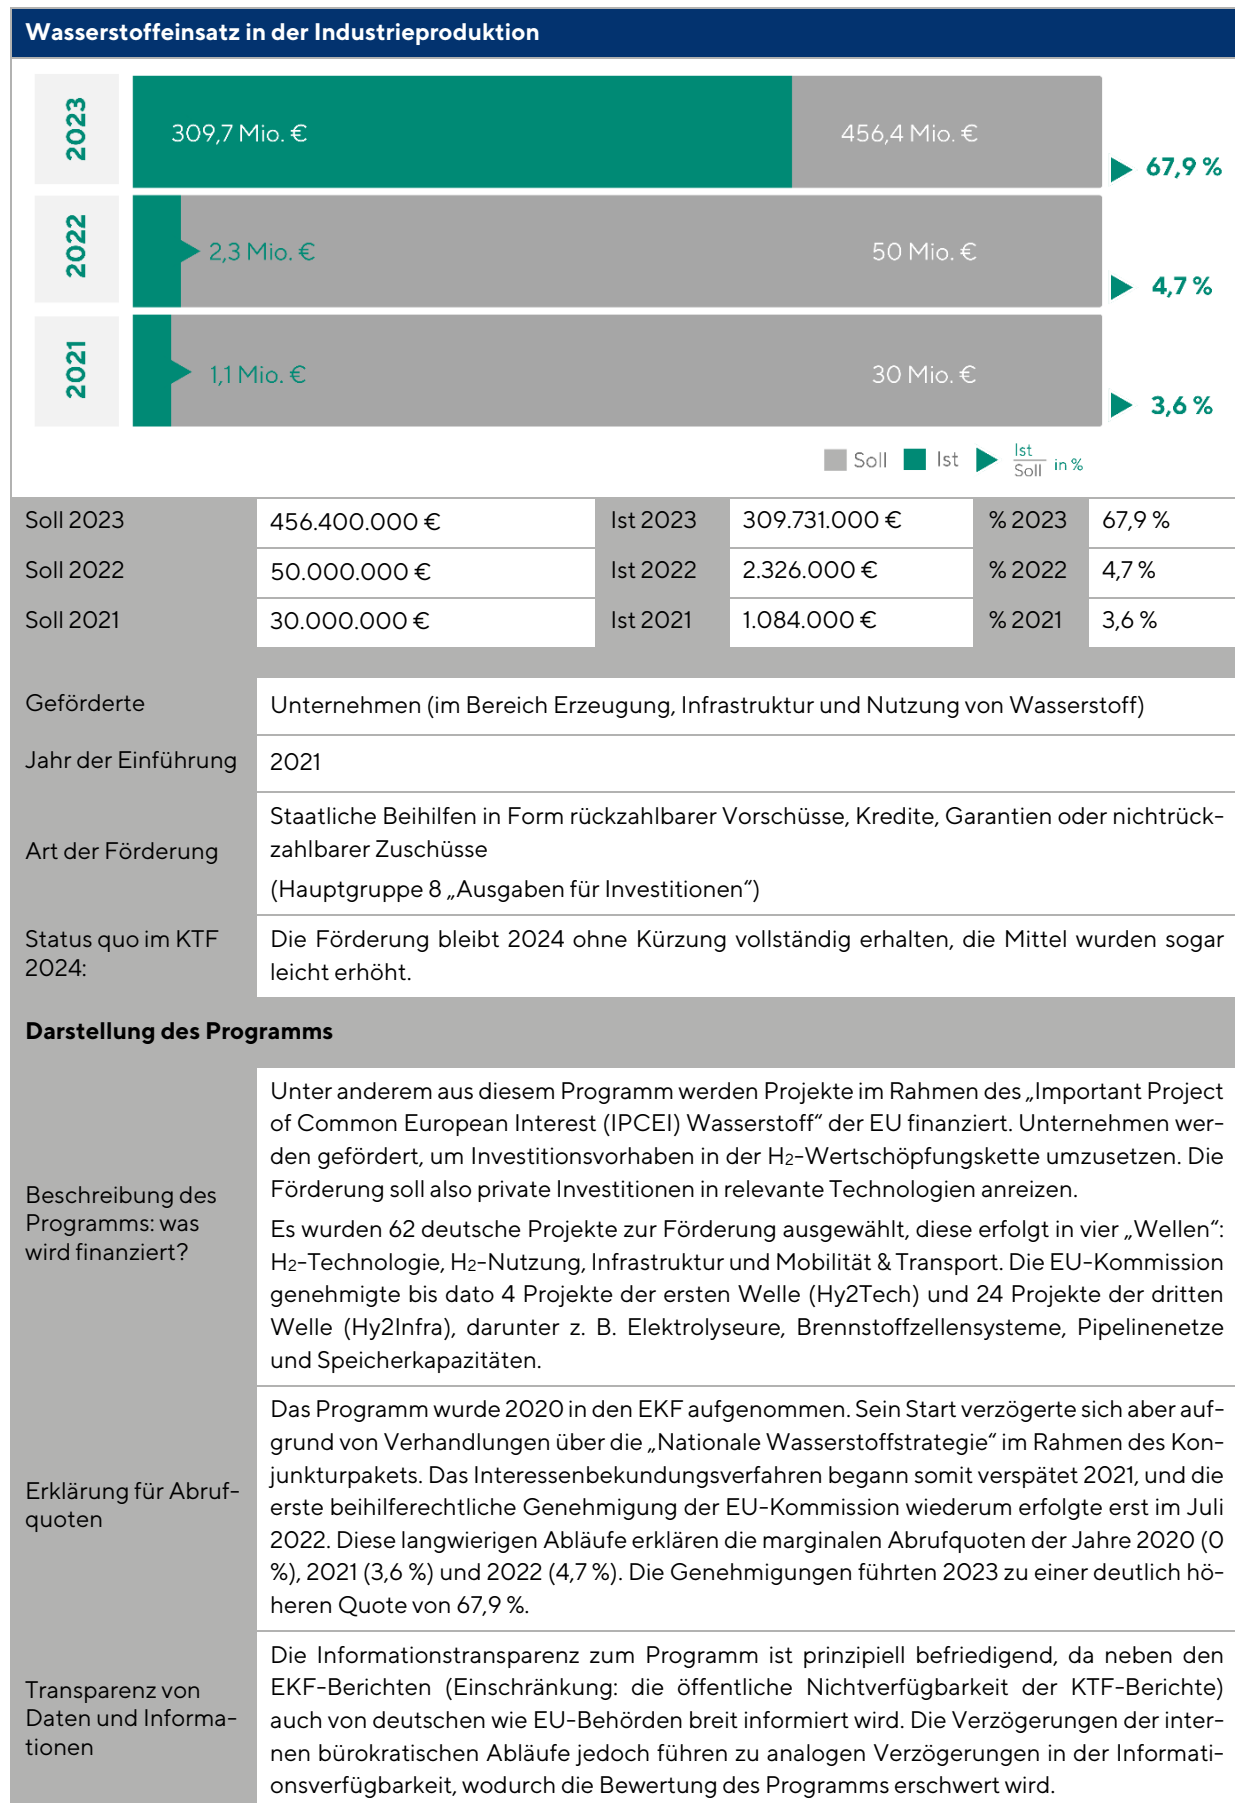 Wasserstoffeinsatz in der Industrieproduktion
2023
309,7 Mio. €
456,4 Mio. €
67,9 %
2022
2,3 Mio. €
50 Mio. €
4,7 %
2021
1,1 Mio. €
30 Mio. €
3,6 %
Soll Ist Ist/Soll in %
Soll 2023 456.400.000 € Ist 2023 309.731.000 € % 2023 67,9 %
Soll 2022 50.000.000 € Ist 2022 2.326.000 € % 2022 4,7 %
Soll 2021 30.000.000 € Ist 2021 1.084.000 € % 2021 3,6 %
Geförderte
Unternehmen (im Bereich Erzeugung, Infrastruktur und Nutzung von Wasserstoff)
Jahr der Einführung
2021
Art der Förderung
Staatliche Beihilfen in Form rückzahlbarer Vorschüsse, Kredite, Garantien oder nichtrück-
zahlbarer Zuschüsse
(Hauptgruppe 8 „Ausgaben für Investitionen“)
Status quo im KTF
2024:
Die Förderung bleibt 2024 ohne Kürzung vollständig erhalten, die Mittel wurden sogar
leicht erhöht.
Darstellung des Programms
Beschreibung des
Programms: was
wird finanziert?
Unter anderem aus diesem Programm werden Projekte im Rahmen des „Important Project
of Common European Interest (IPCEI) Wasserstoff“ der EU finanziert. Unternehmen wer-
den gefördert, um Investitionsvorhaben in der H2-Wertschöpfungskette umzusetzen. Die
Förderung soll also private Investitionen in relevante Technologien anreizen.
Es wurden 62 deutsche Projekte zur Förderung ausgewählt, diese erfolgt in vier „Wellen“:
H2-Technologie, H2-Nutzung, Infrastruktur und Mobilität & Transport. Die EU-Kommission
genehmigte bis dato 4 Projekte der ersten Welle (Hy2Tech) und 24 Projekte der dritten
Welle (Hy2Infra), darunter z. B. Elektrolyseure, Brennstoffzellensysteme, Pipelinenetze
und Speicherkapazitäten.
Erklärung für Abruf-
quoten
Das Programm wurde 2020 in den EKF aufgenommen. Sein Start verzögerte sich aber auf-
grund von Verhandlungen über die „Nationale Wasserstoffstrategie“ im Rahmen des Kon-
junkturpakets. Das Interessenbekundungsverfahren begann somit verspätet 2021, und die
erste beihilferechtliche Genehmigung der EU-Kommission wiederum erfolgte erst im Juli
2022. Diese langwierigen Abläufe erklären die marginalen Abrufquoten der Jahre 2020 (0
%), 2021 (3,6 %) und 2022 (4,7 %). Die Genehmigungen führten 2023 zu einer deutlich hö-
heren Quote von 67,9 %.
Transparenz von
Daten und Informa-
tionen
Die Informationstransparenz zum Programm ist prinzipiell befriedigend, da neben den
EKF-Berichten (Einschränkung: die öffentliche Nichtverfügbarkeit der KTF-Berichte)
auch von deutschen wie EU-Behörden breit informiert wird. Die Verzögerungen der inter-
nen bürokratischen Abläufe jedoch führen zu analogen Verzögerungen in der Informati-
onsverfügbarkeit, wodurch die Bewertung des Programms erschwert wird.